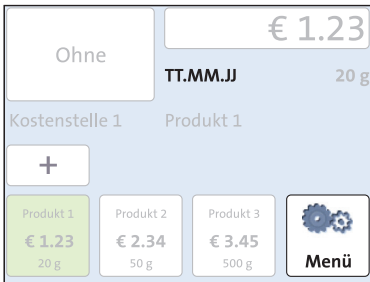 Ohne
€ 1.23
TT.MM.JJ
20 g
Kostenstelle 1
Produkt 1
+
Produkt 1
€ 1.23
20 g
Produkt 2
€ 2.34
50 g
Produkt 3
€ 3.45
500 g
Menü